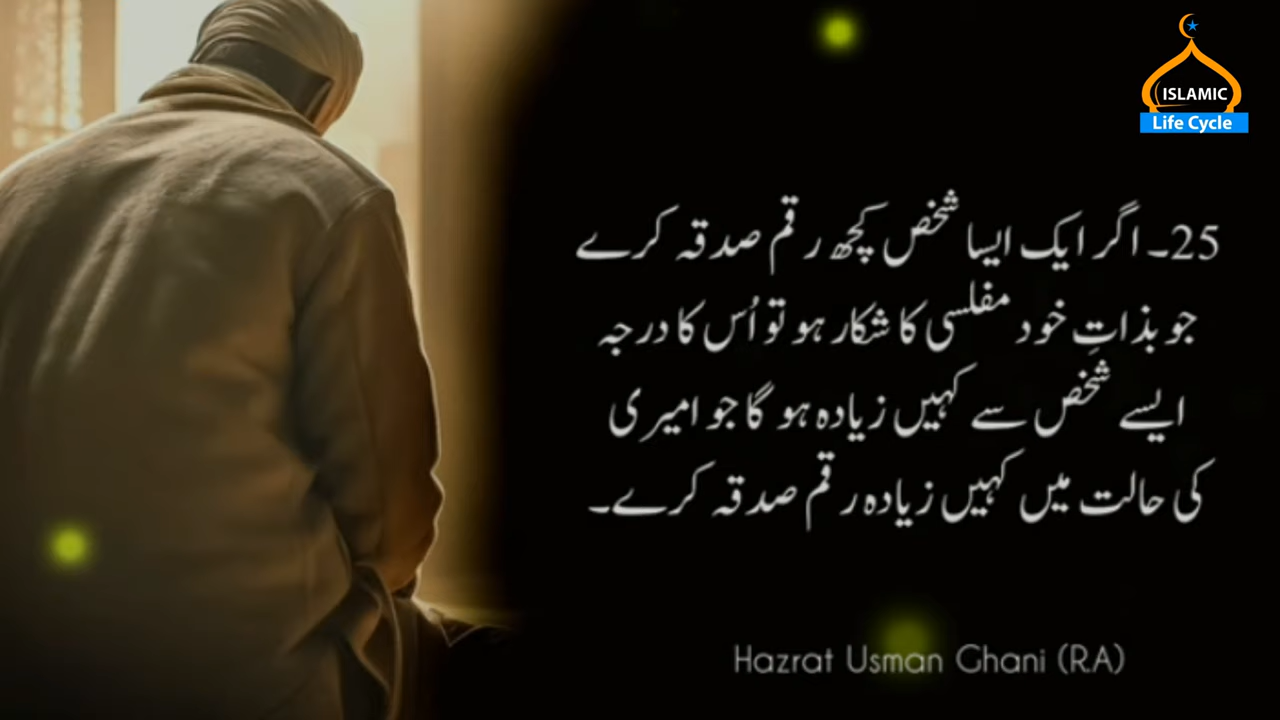 ISLAMIC
Life Cycle
25۔ اگر ایک ایسا شخص کچھ رقم صدقہ کرے
جو بذاتِ خود مفلسی کا شکار ہو تو اُس کا درجہ
ایسے شخص سے کہیں زیادہ ہو گا جو امیری
کی حالت میں کہیں زیادہ رقم صدقہ کرے۔
Hazrat Usman Ghani (RA)